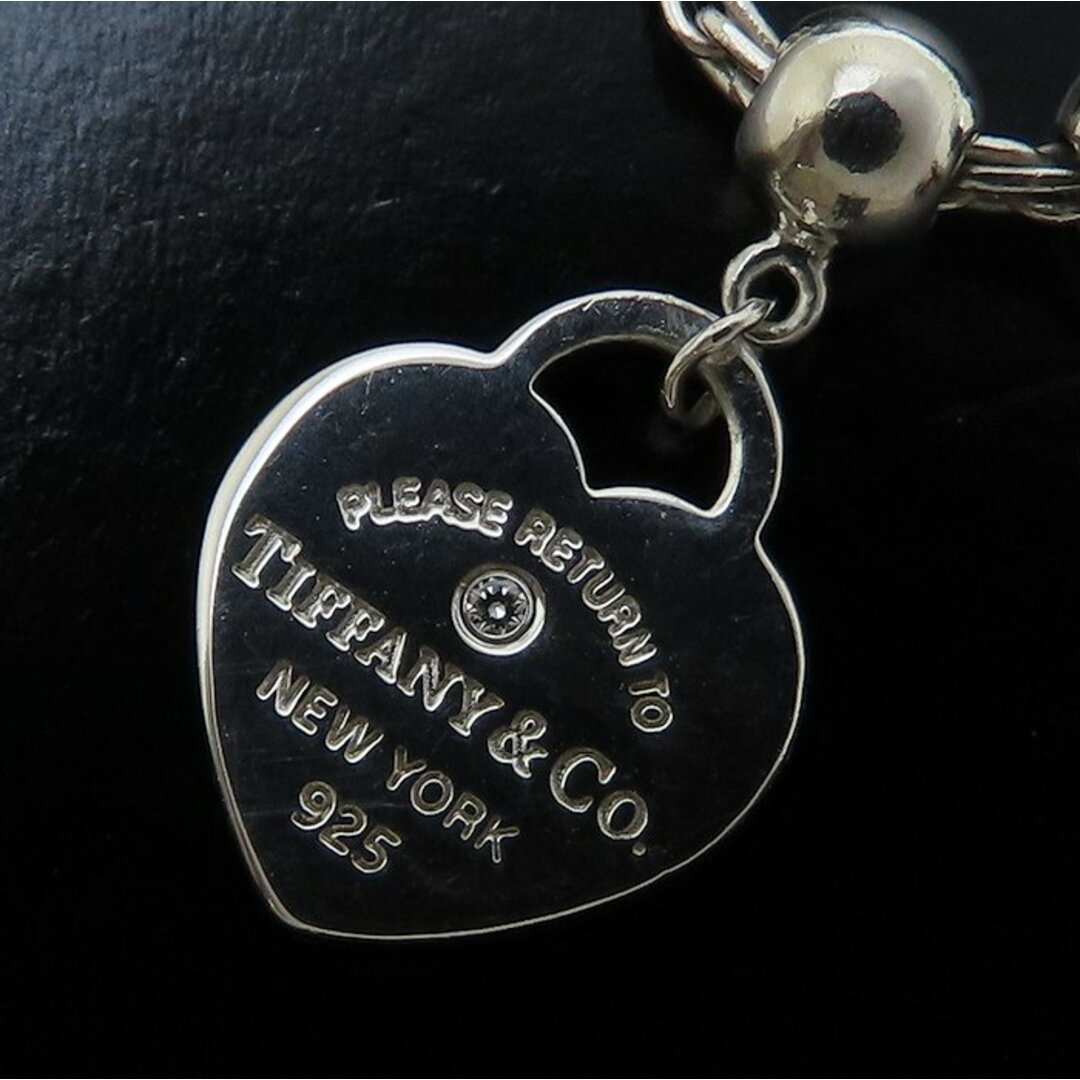 PLEASE RETURN TO
TIFFANY & CO.
NEW YORK
925